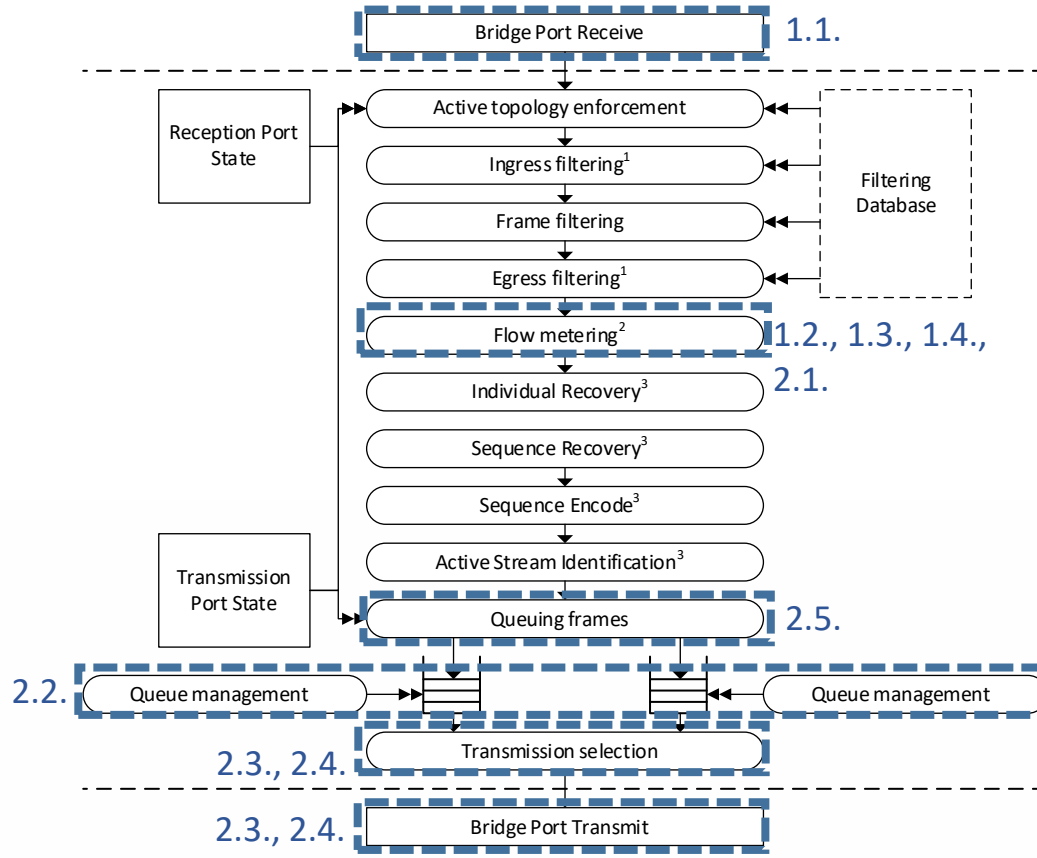 Bridge Port Receive
1.1.
Reception Port
State
Active topology enforcement
Ingress filtering¹
Frame filtering
Egress filtering¹
Filtering
Database
Flow metering²
1.2., 1.3., 1.4.,
2.1.
Individual Recovery³
Sequence Recovery³
Sequence Encode³
Active Stream Identification³
Transmission
Port State
Queuing frames
2.5.
2.2.
Queue management
Queue management
Transmission selection
2.3., 2.4.
Bridge Port Transmit
2.3., 2.4.